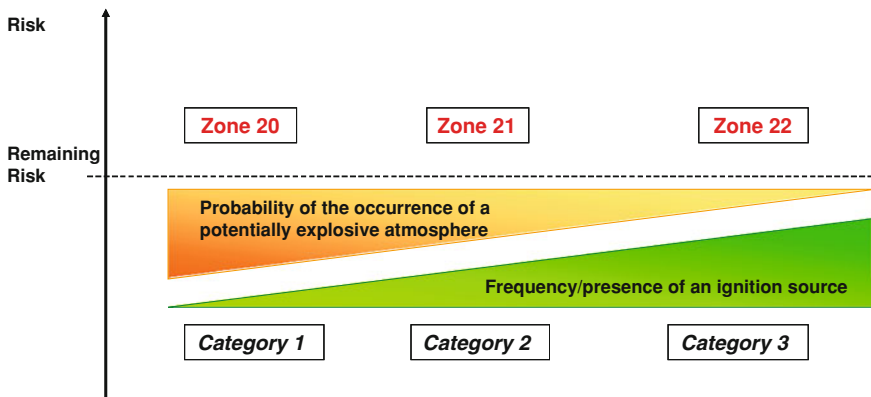 Risk
Zone 20
Zone 21
Zone 22
Remaining
Risk
Probability of the occurrence of a
potentially explosive atmosphere
Frequency/presence of an ignition source
Category 1
Category 2
Category 3